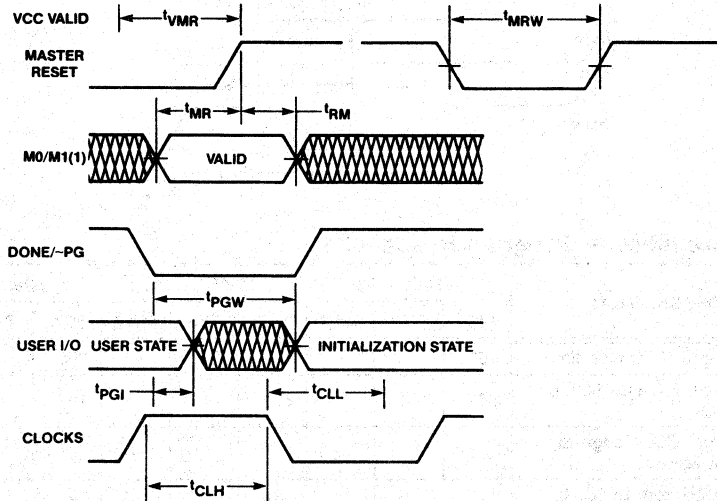 VCC VALID
tVMR
tMRW
MASTER
RESET
tMR
tRM
M0/M1(1)
VALID
DONE/~PG
tPGW
USER I/O
USER STATE
INITIALIZATION STATE
tPGI
tCLL
CLOCKS
tCLH